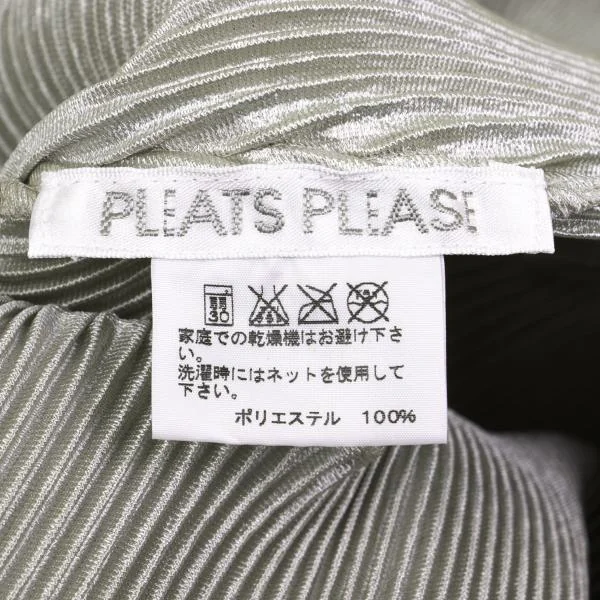 PLEATS PLEASE
弱 30
家庭での乾燥機はお避け下さ
い。
洗濯時にはネットを使用して
下さい。
ポリエステル 100%